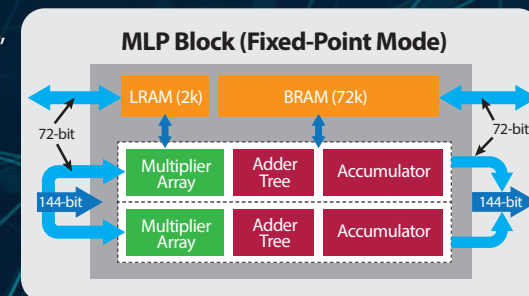 MLP Block (Fixed-Point Mode)
LRAM (2k)
BRAM (72k)
72-bit
72-bit
Multiplier
Array
Adder
Tree
Accumulator
144-bit
144-bit
Multiplier
Array
Adder
Tree
Accumulator